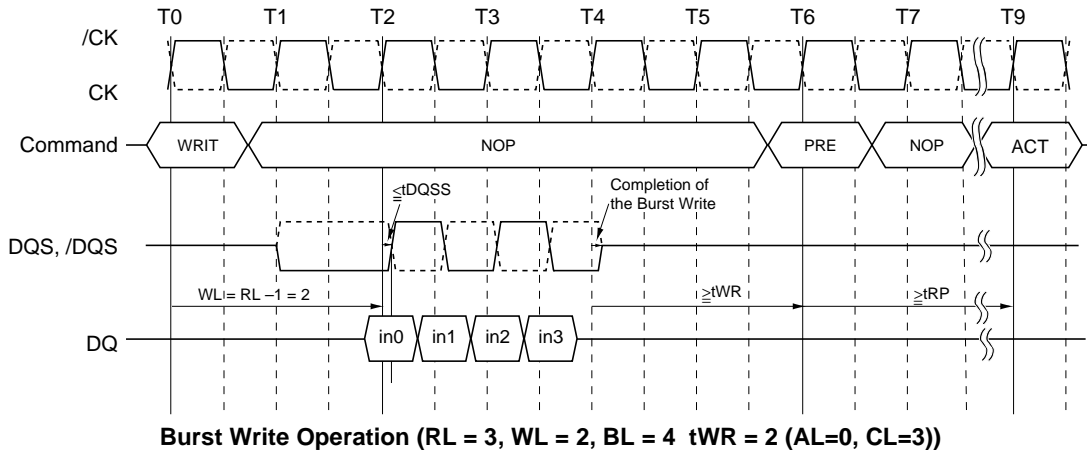 T0 T1 T2 T3 T4 T5 T6 T7 T9
/CK
CK
Command WRIT NOP PRE NOP ACT
≦tDQSS
Completion of
the Burst Write
DQS, /DQS
WL = RL –1 = 2 ≧tWR ≧tRP
DQ in0 in1 in2 in3
Burst Write Operation (RL = 3, WL = 2, BL = 4 tWR = 2 (AL=0, CL=3))